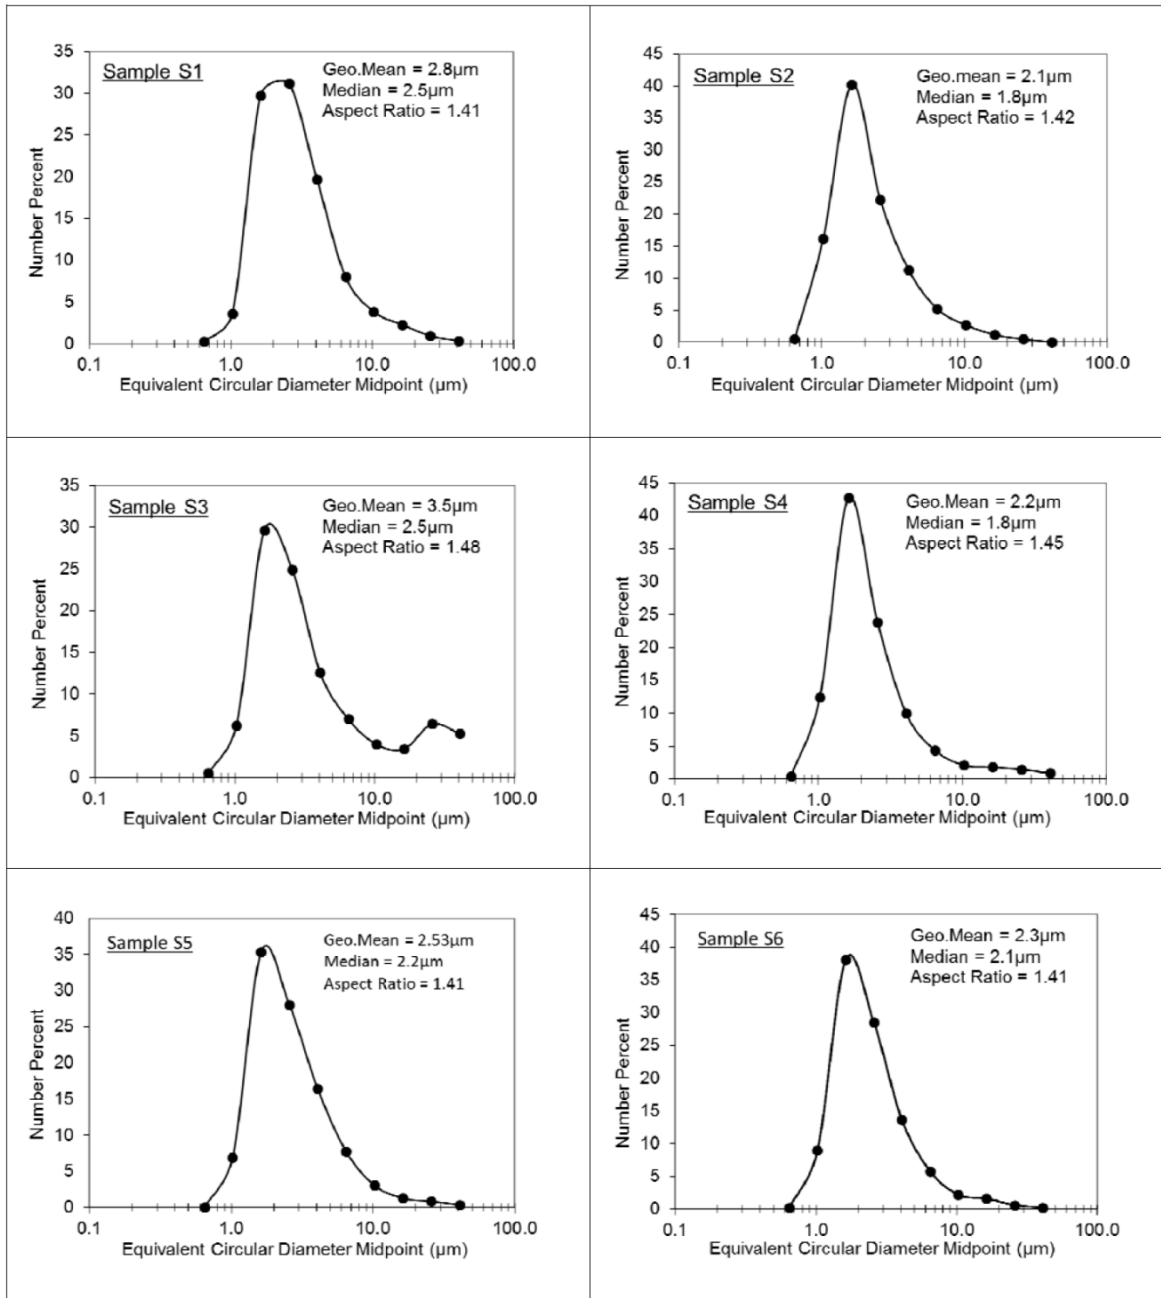 Sample S1
Geo.Mean = 2.8µm
Median = 2.5µm
Aspect Ratio = 1.41
35
30
25
20
15
10
5
0
Number Percent
0.1 1.0 10.0 100.0
Equivalent Circular Diameter Midpoint (µm)
Sample S2
Geo.mean = 2.1µm
Median = 1.8µm
Aspect Ratio = 1.42
45
40
35
30
25
20
15
10
5
0
Number Percent
0.1 1.0 10.0 100.0
Equivalent Circular Diameter Midpoint (µm)
Sample S3
Geo.Mean = 3.5µm
Median = 2.5µm
Aspect Ratio = 1.48
35
30
25
20
15
10
5
0
Number Percent
0.1 1.0 10.0 100.0
Equivalent Circular Diameter Midpoint (µm)
Sample S4
Geo.Mean = 2.2µm
Median = 1.8µm
Aspect Ratio = 1.45
45
40
35
30
25
20
15
10
5
0
Number Percent
0.1 1.0 10.0 100.0
Equivalent Circular Diameter Midpoint (µm)
Sample S5
Geo.Mean = 2.53µm
Median = 2.2µm
Aspect Ratio = 1.41
40
35
30
25
20
15
10
5
0
Number Percent
0.1 1.0 10.0 100.0
Equivalent Circular Diameter Midpoint (µm)
Sample S6
Geo.Mean = 2.3µm
Median = 2.1µm
Aspect Ratio = 1.41
45
40
35
30
25
20
15
10
5
0
Number Percent
0.1 1.0 10.0 100.0
Equivalent Circular Diameter Midpoint (µm)